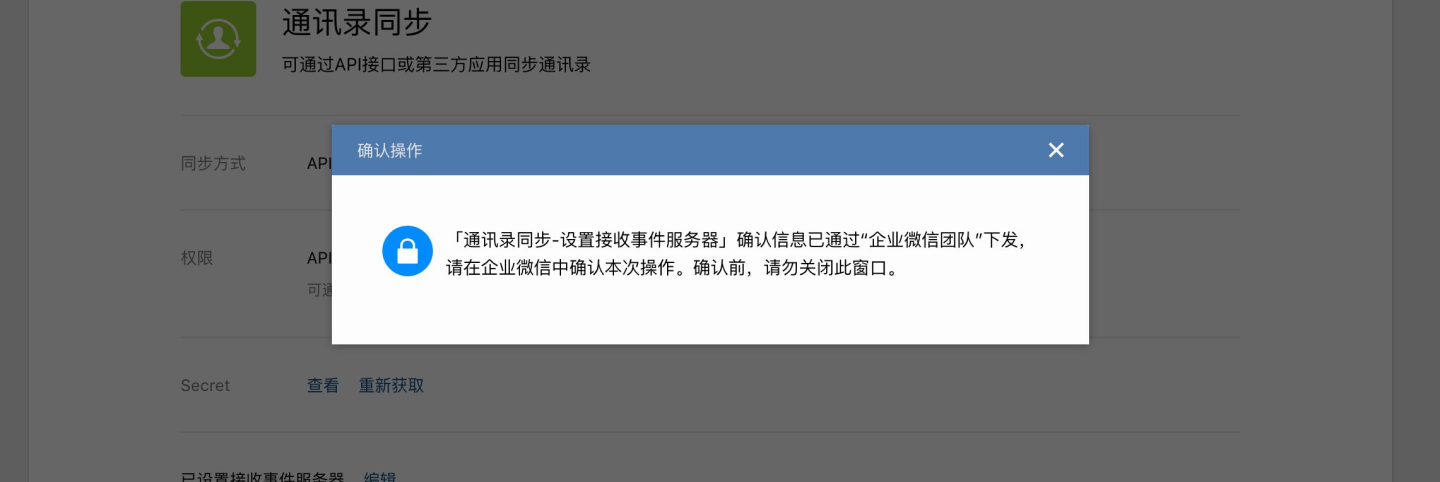 通讯录同步
可通过API接口或第三方应用同步通讯录
确认操作
同步方式
API
「通讯录同步-设置接收事件服务器」确认信息已通过“企业微信团队”下发，
请在企业微信中确认本次操作。确认前，请勿关闭此窗口。
权限
API
可通
Secret
查看 重新获取
已设置接收事件服务器 编辑